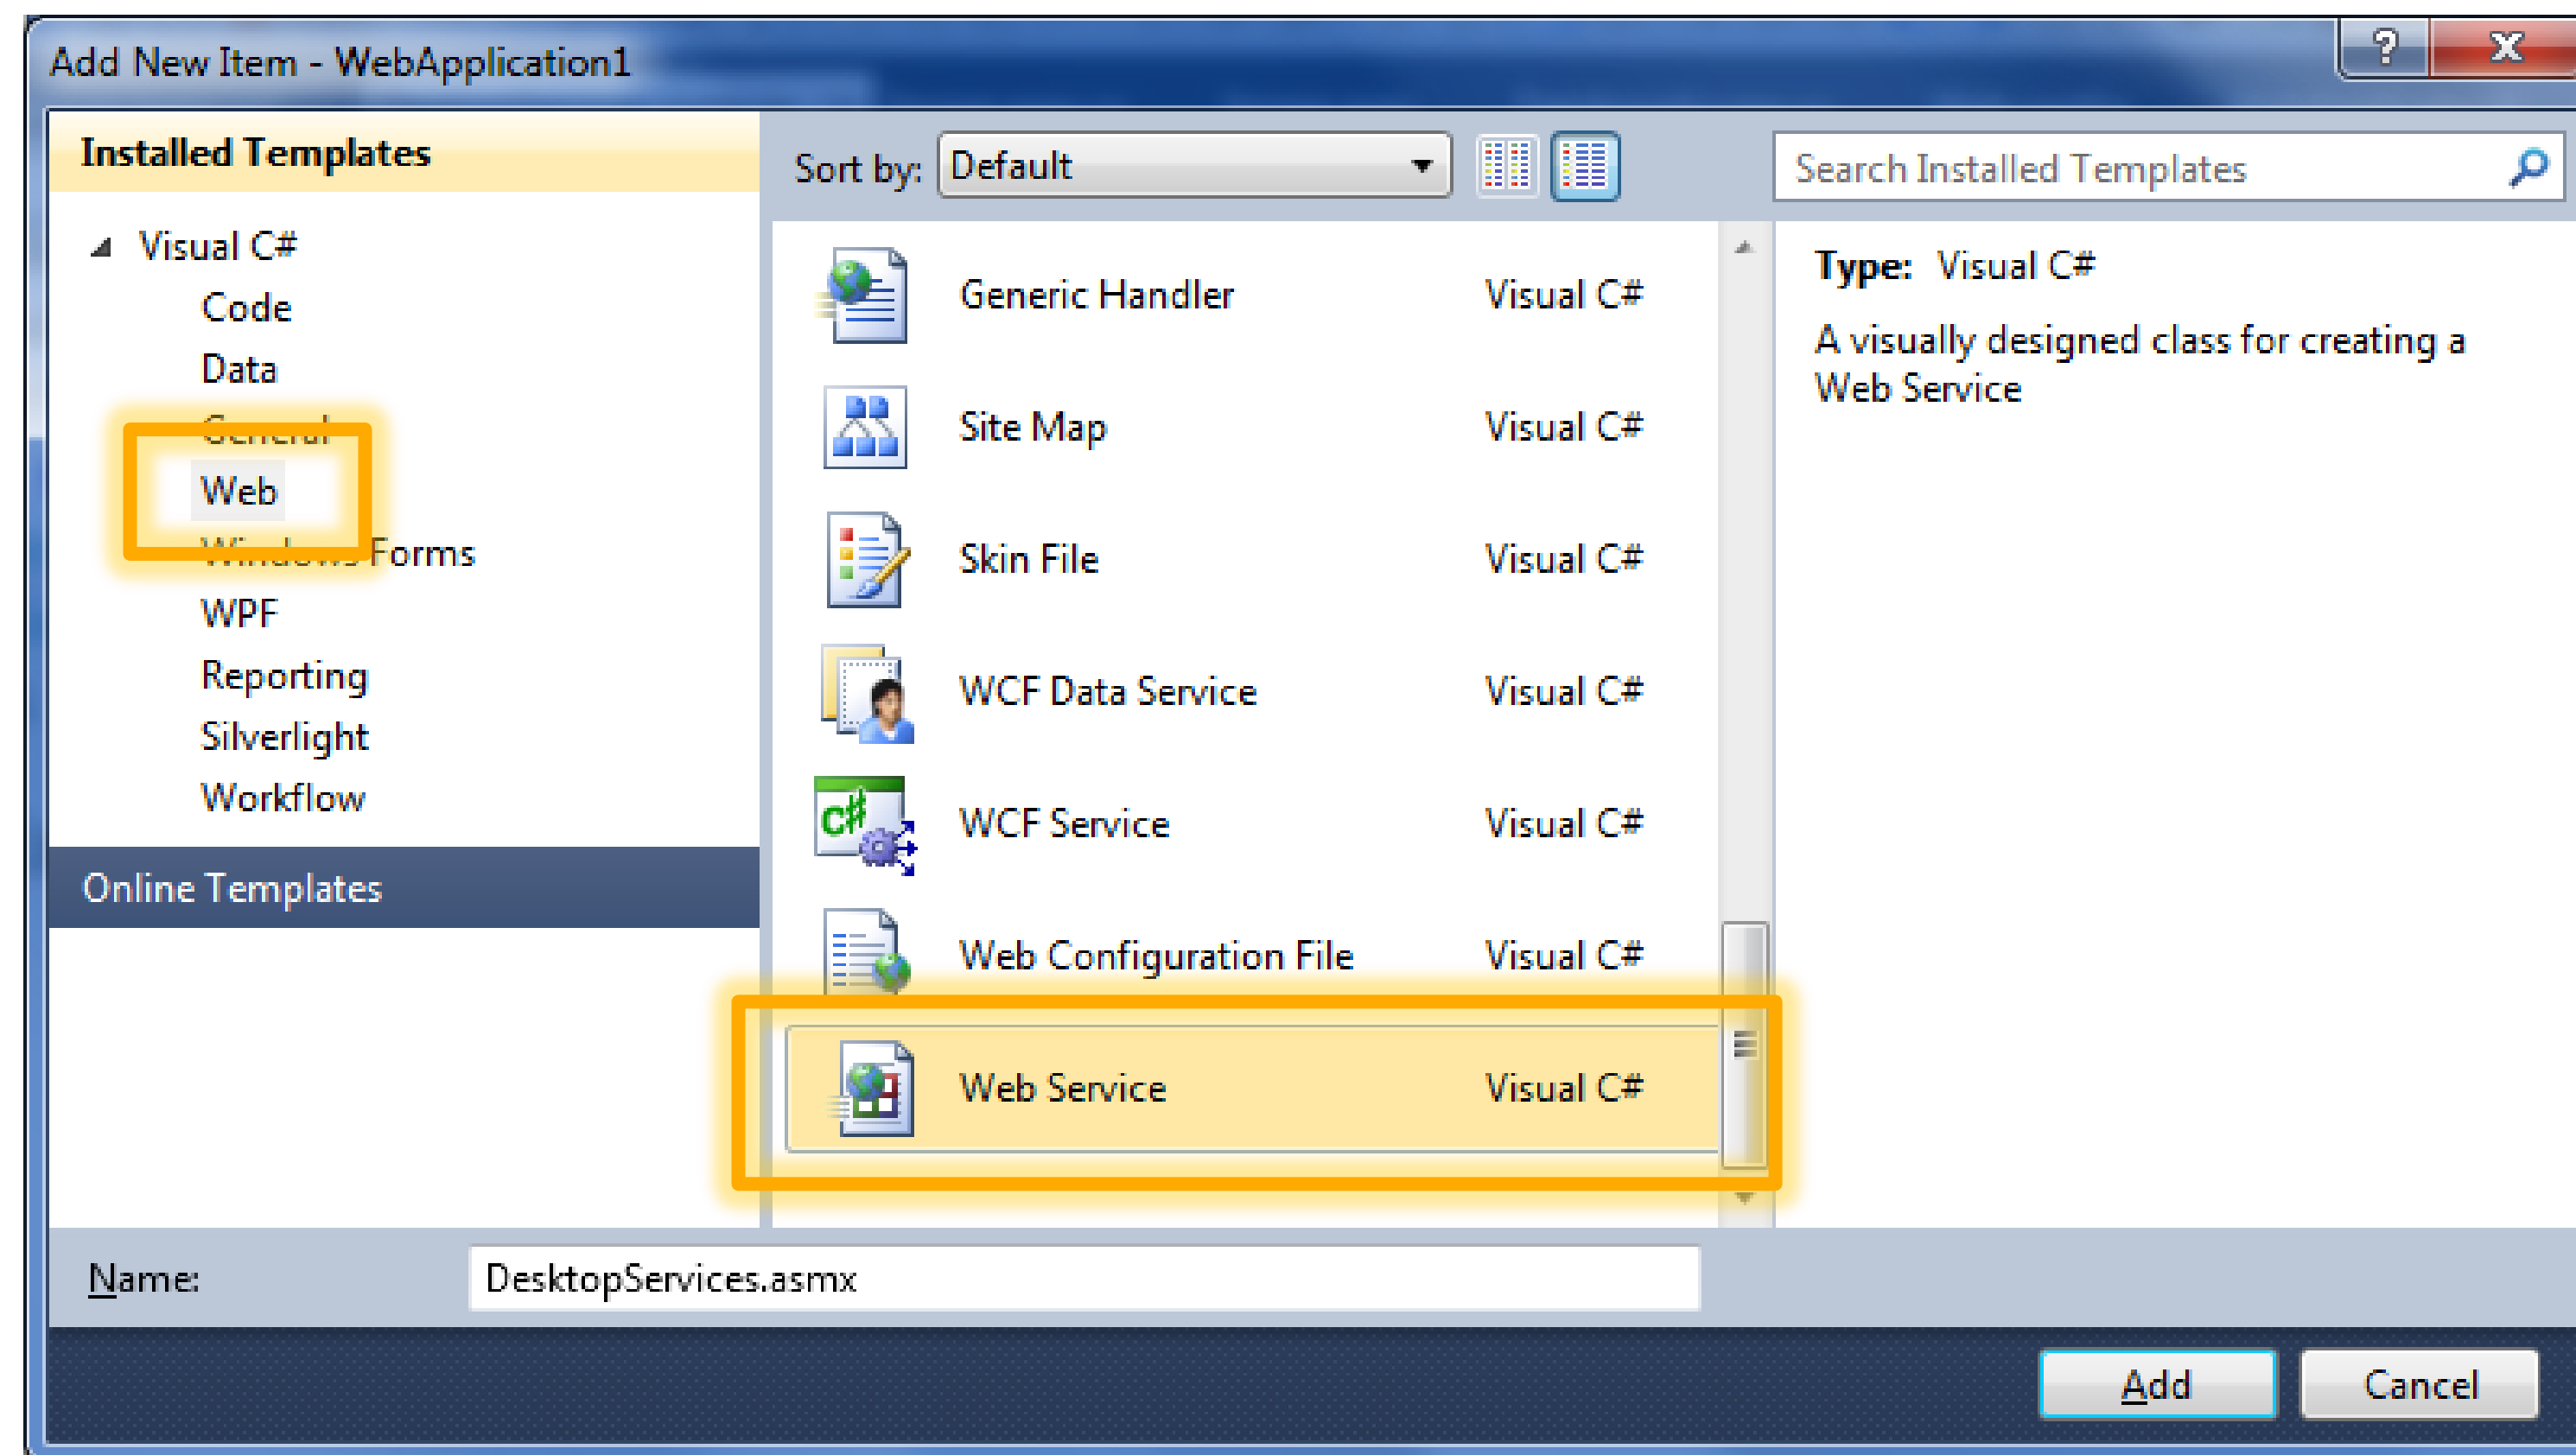 Add New Item - WebApplication1
? X
Installed Templates
Sort by: Default
Search Installed Templates
Visual C#
Code
Data
General
Web
Windows Forms
WPF
Reporting
Silverlight
Workflow
Online Templates
Generic Handler Visual C#
Site Map Visual C#
Skin File Visual C#
WCF Data Service Visual C#
C#
WCF Service Visual C#
Web Configuration File Visual C#
Web Service Visual C#
Type: Visual C#
A visually designed class for creating a
Web Service
Name: DesktopServices.asmx
Add Cancel